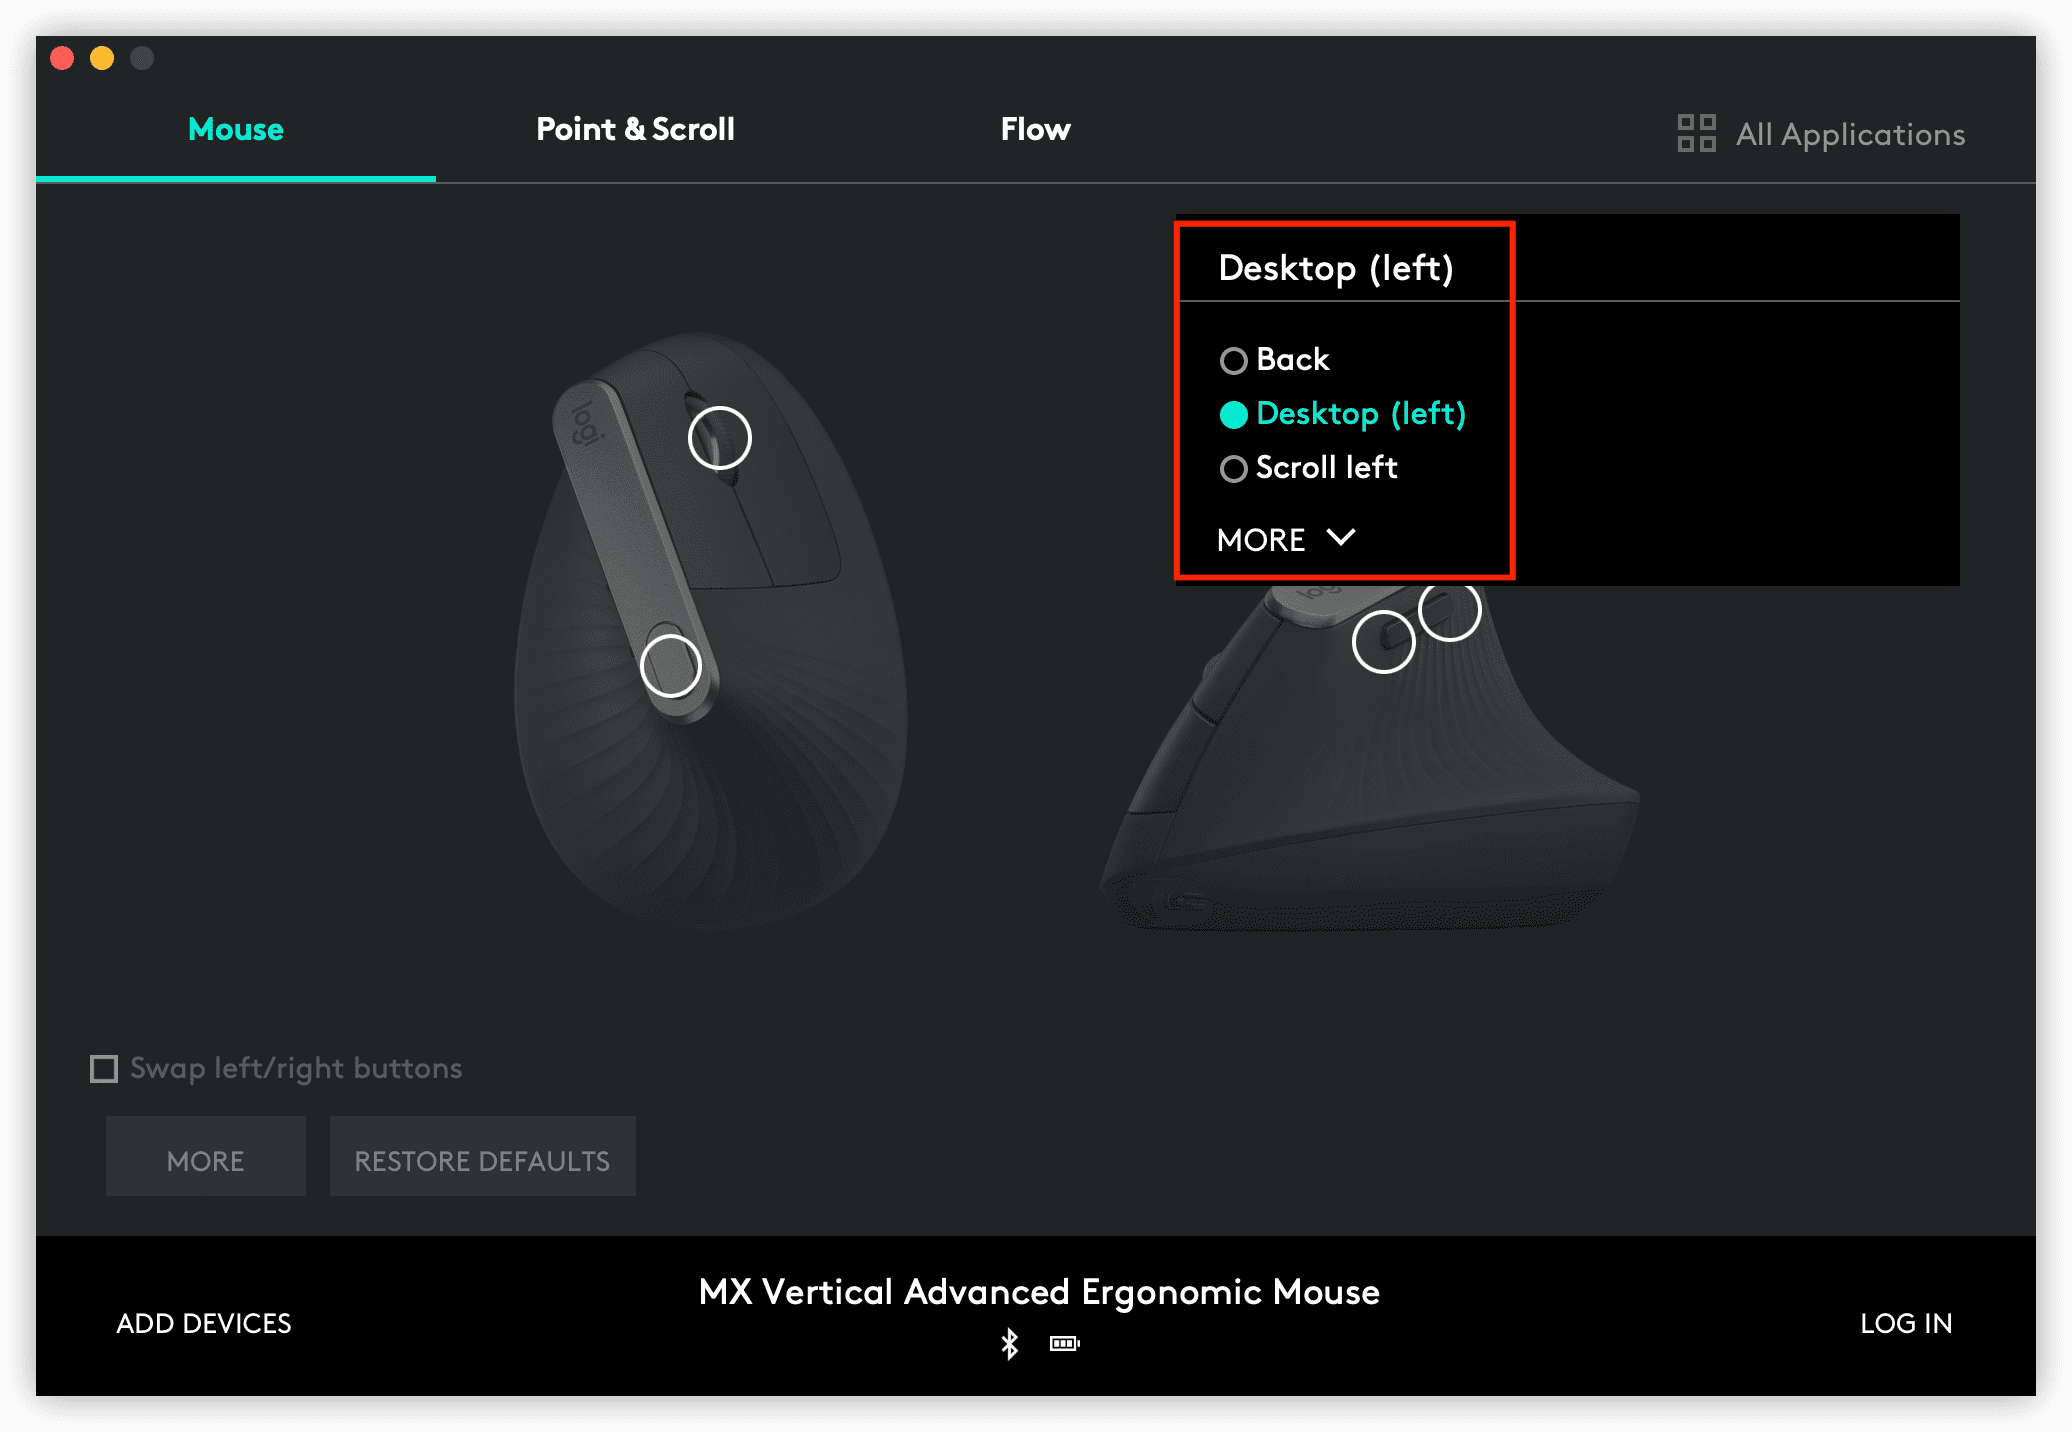 Mouse
Point & Scroll
Flow
All Applications
Desktop (left)
Back
Desktop (left)
Scroll left
MORE
logi
logi
Swap left/right buttons
MORE
RESTORE DEFAULTS
MX Vertical Advanced Ergonomic Mouse
ADD DEVICES
LOG IN